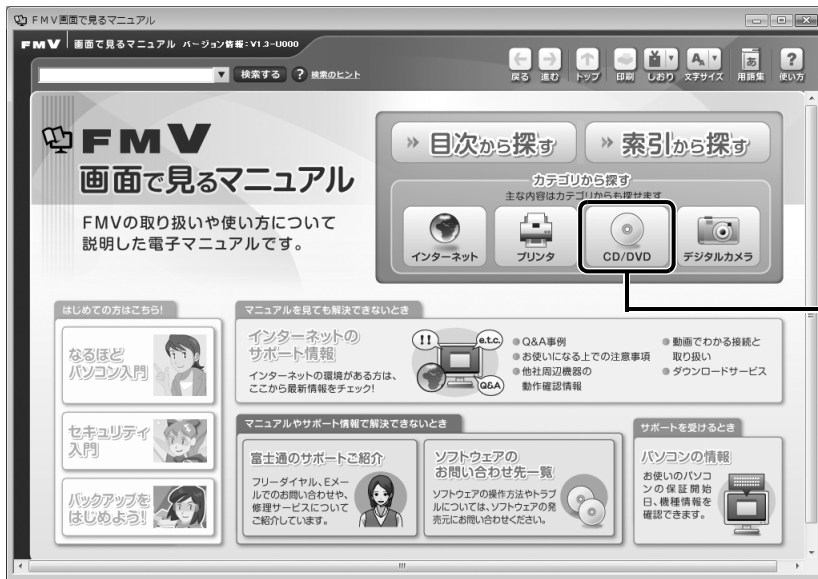 FMV画面で見るマニュアル
FMV 画面で見るマニュアル バージョン情報:V1.3-U000
検索する ? 検索のヒント
戻る 進む トップ 印刷 しおり 文字サイズ 用語集 使い方
FMV
画面で見るマニュアル
FMVの取り扱いや使い方について
説明した電子マニュアルです。
目次から探す
索引から探す
カテゴリから探す
主な内容はカテゴリからも探せます
インターネット
プリンタ
CD/DVD
デジタルカメラ
はじめての方はこちら!
なるほど
パソコン入門
セキュリティ
入門
バックアップを
はじめよう!
マニュアルを見ても解決できないとき
インターネットの
サポート情報
インターネットの環境がある方は、
ここから最新情報をチェック!
!!
e.t.c.
Q&A
Q&A事例
お使いになる上での注意事項
他社周辺機器の
動作確認情報
動画でわかる接続と
取り扱い
ダウンロードサービス
マニュアルやサポート情報で解決できないとき
富士通のサポートご紹介
フリーダイヤル、Eメー
ルでのお問い合わせや、
修理サービスについて
ご紹介しています。
ソフトウェアの
お問い合わせ先一覧
ソフトウェアの操作方法やトラブ
ルについては、ソフトウェアの発
売元にお問い合わせください。
サポートを受けるとき
パソコンの情報
お使いのパソコ
ンの保証開始
日、機種情報を
確認できます。